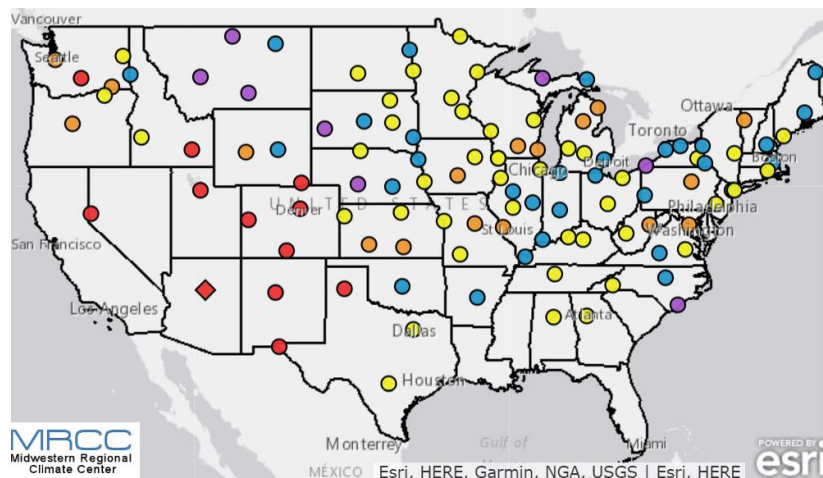 Vancouver
Seattle
Ottawa
Toronto
Boston
Detroit
Chicago
UNITED STATES
Denver
Philadelphia
Washington
St Louis
San Francisco
Los Angeles
Atlanta
Dallas
Houston
Monterrey
Gulf of
Miami
MÉXICO
MRCC
Midwestern Regional
Climate Center
POWERED BY
esri
Esri, HERE, Garmin, NGA, USGS | Esri, HERE